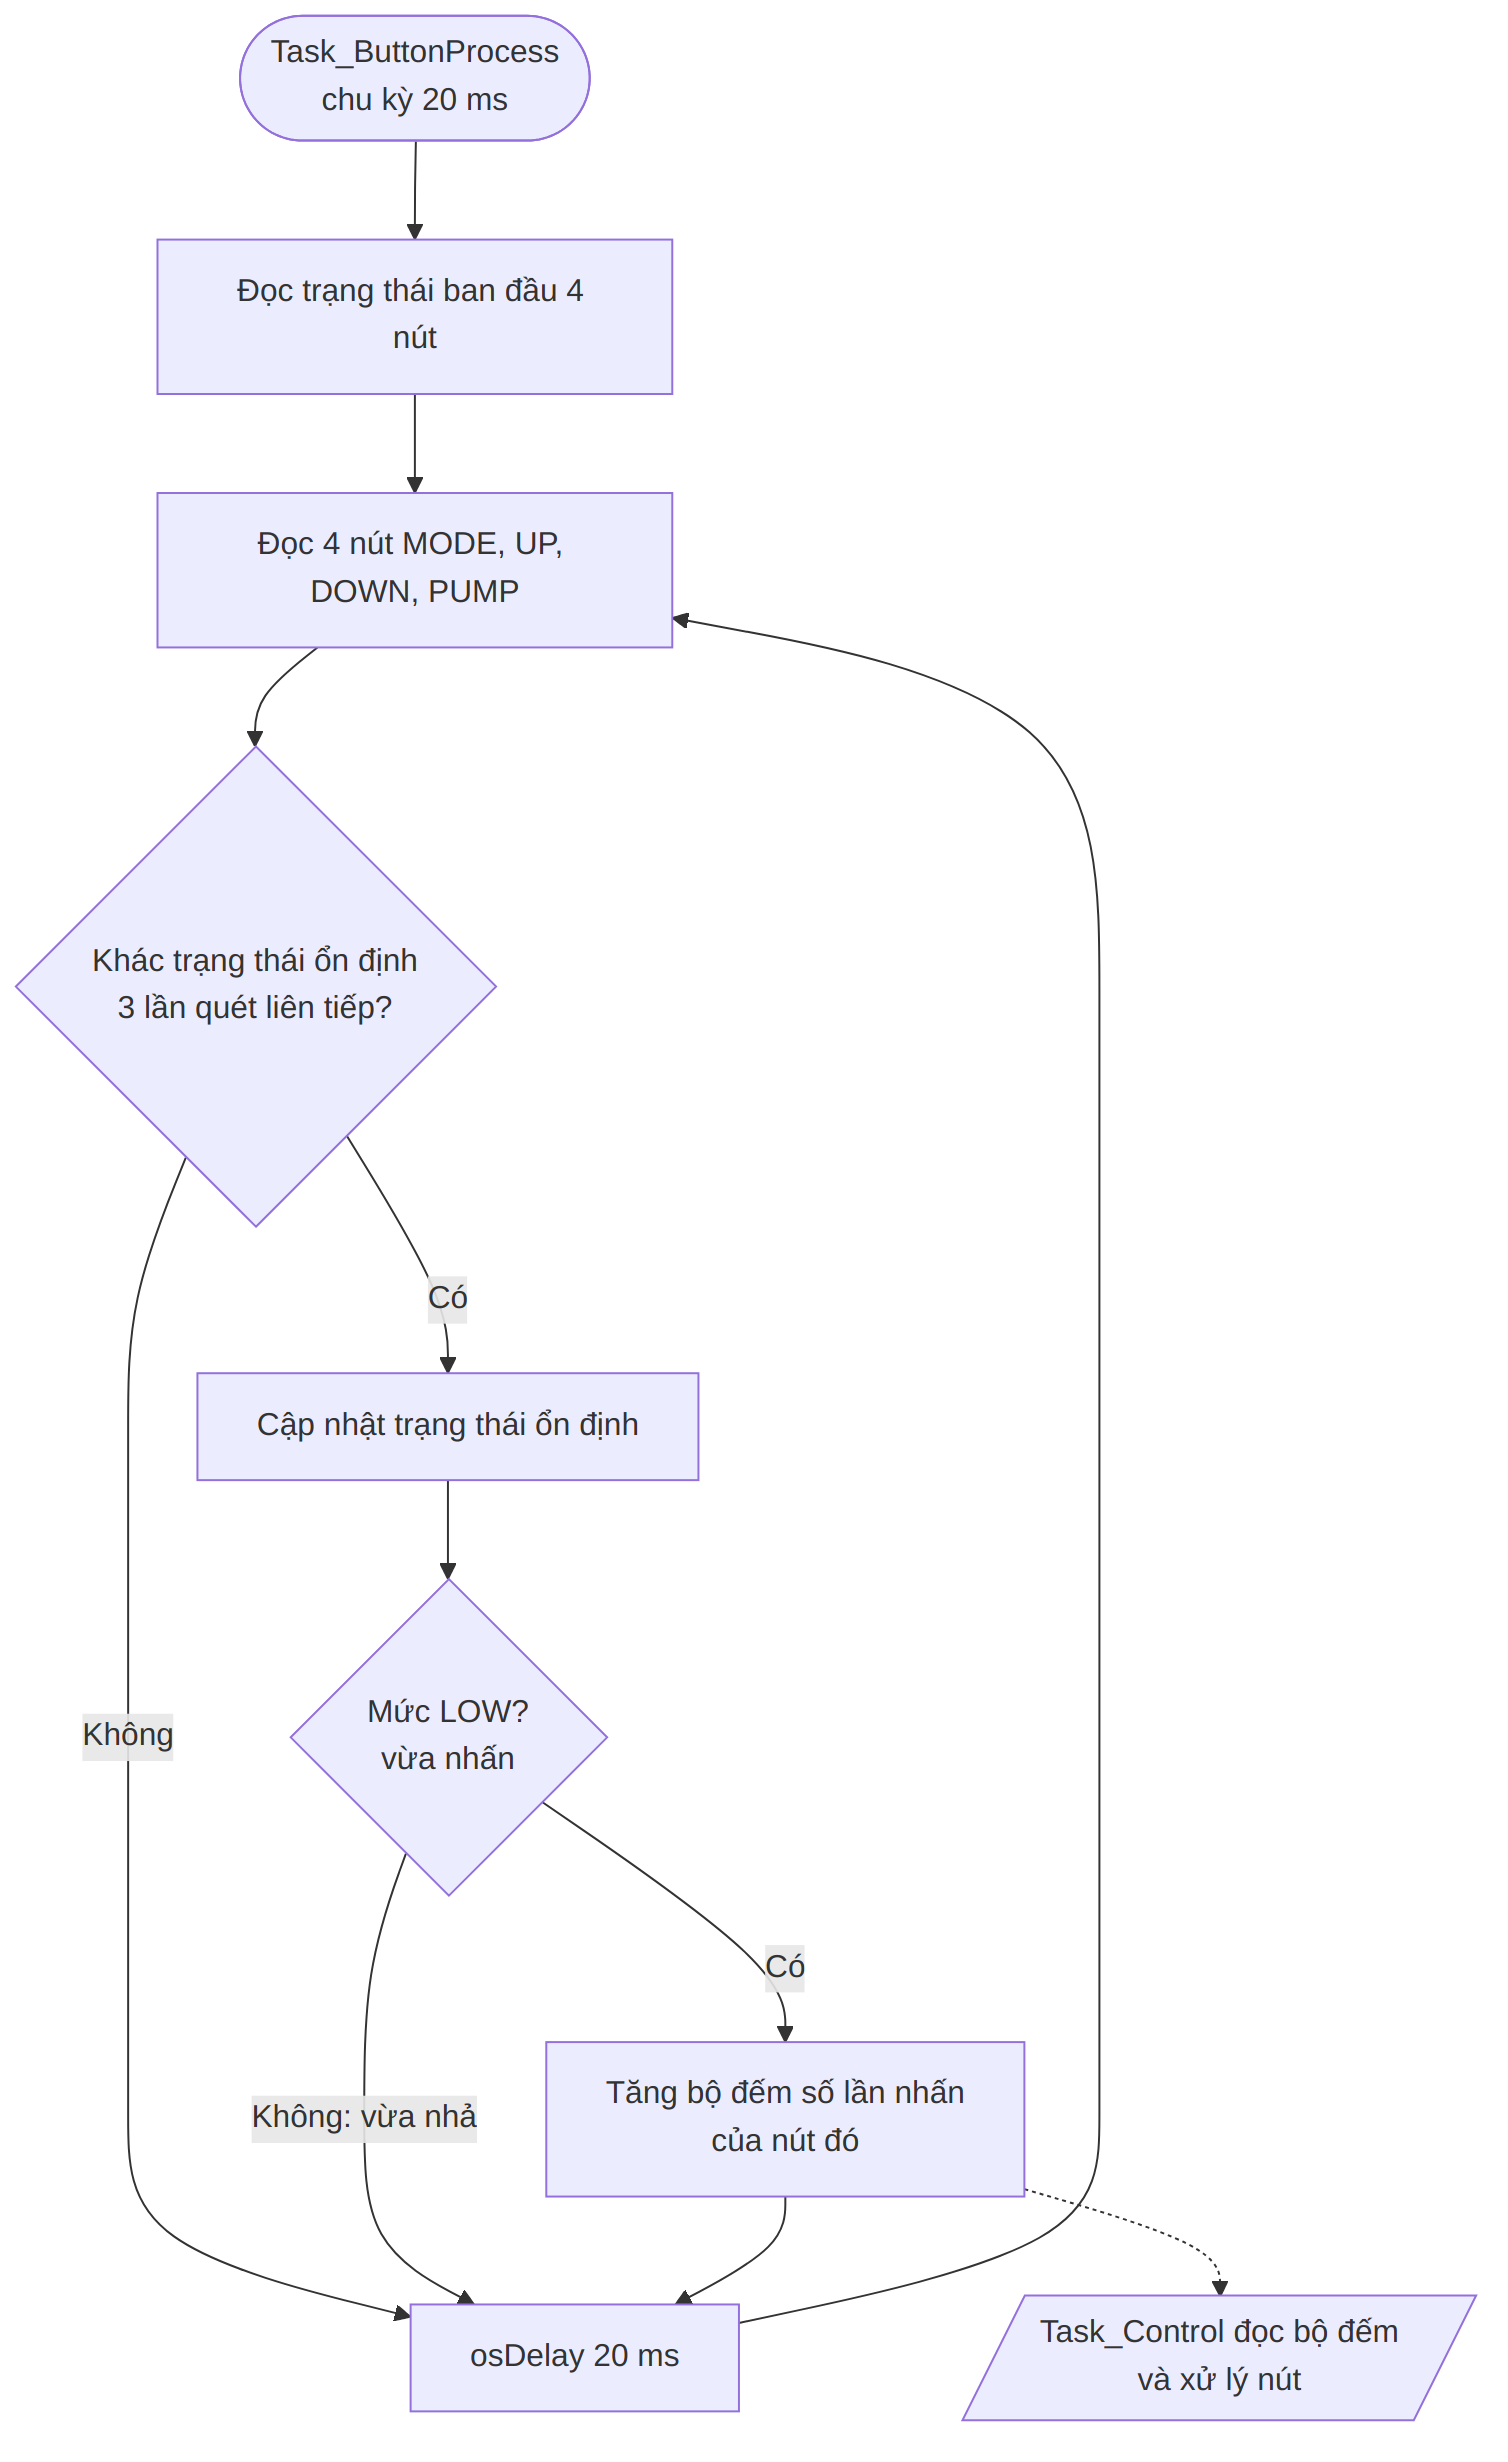 Task_ButtonProcess
chu kỳ 20 ms
Đọc trạng thái ban đầu 4
nút
Đọc 4 nút MODE, UP,
DOWN, PUMP
Khác trạng thái ổn định
3 lần quét liên tiếp?
Có
Cập nhật trạng thái ổn định
Không
Mức LOW?
vừa nhấn
Có
Không: vừa nhả
Tăng bộ đếm số lần nhấn
của nút đó
osDelay 20 ms
Task_Control đọc bộ đếm
và xử lý nút